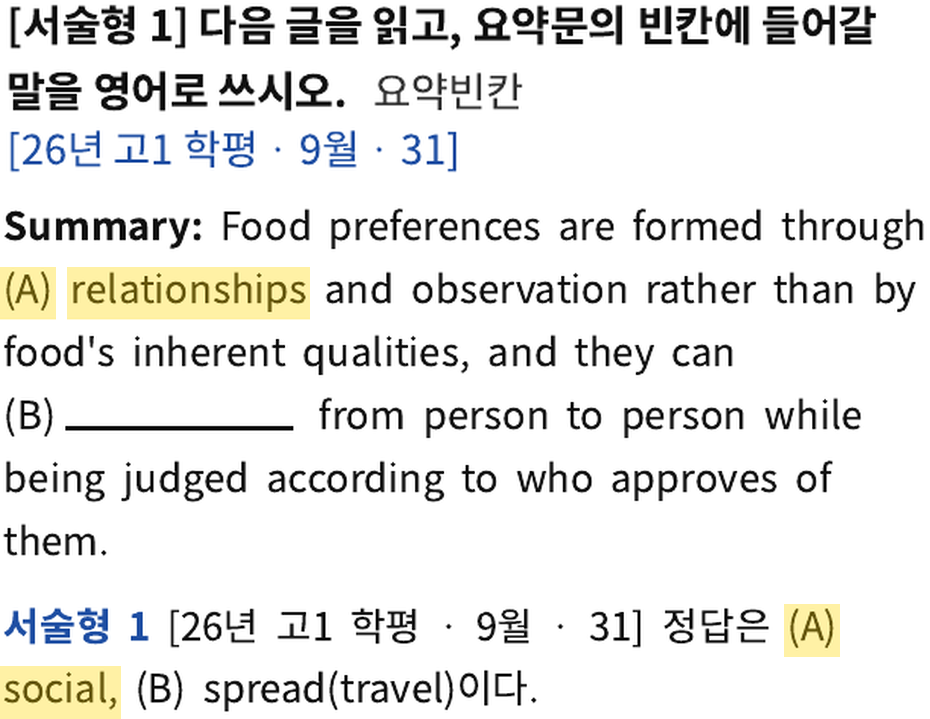 [서술형 1] 다음 글을 읽고, 요약문의 빈칸에 들어갈
말을 영어로 쓰시오. 요약빈칸
[26년 고1 학평 · 9월 · 31]
Summary: Food preferences are formed through
(A) relationships and observation rather than by
food's inherent qualities, and they can
(B) __________ from person to person while
being judged according to who approves of
them.
서술형 1 [26년 고1 학평 · 9월 · 31] 정답은 (A)
social, (B) spread(travel)이다.